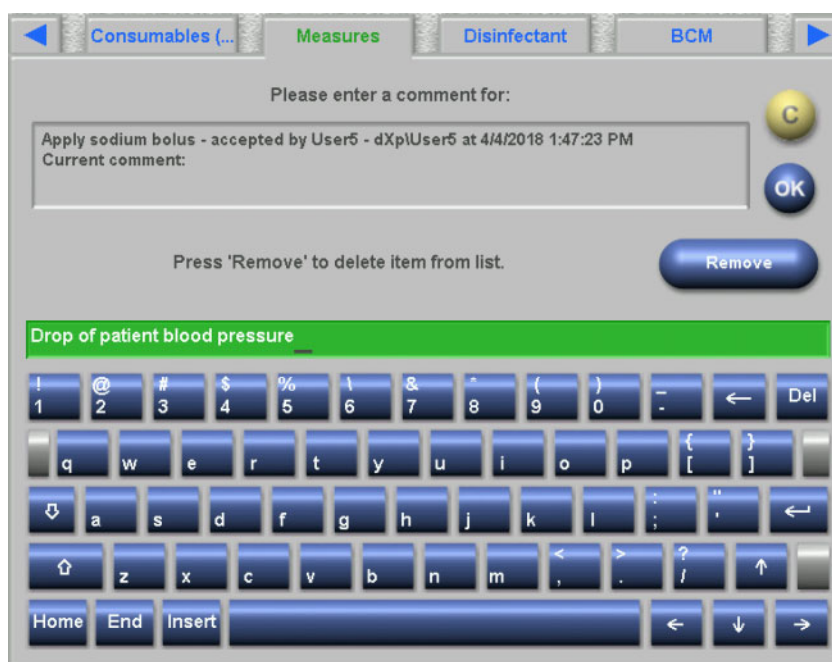 Consumables (... Measures Disinfectant BCM
Please enter a comment for:
C
Apply sodium bolus - accepted by User5 - dXp\User5 at 4/4/2018 1:47:23 PM
Current comment:
OK
Press 'Remove' to delete item from list.
Remove
Drop of patient blood pressure_
! @ # $ % \ & * ( ) _
1 2 3 4 5 6 7 8 9 0 - ← Del
{ }
q w e r t y u i o p [ ]
: "
a s d f g h j k l ; '
< > ?
z x c v b n m , . / ↑
Home End Insert ← ↓ →